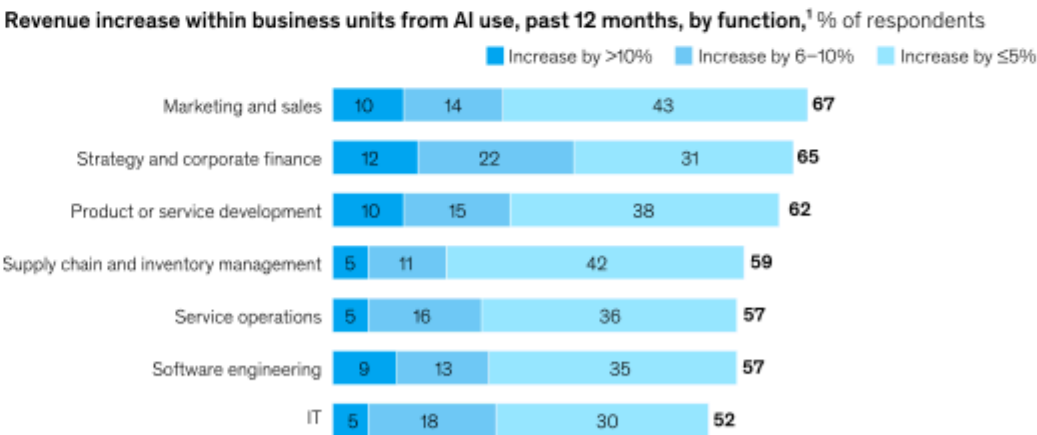 Revenue increase within business units from AI use, past 12 months, by function,¹ % of respondents
Increase by >10% Increase by 6–10% Increase by ≤5%
Marketing and sales 10 14 43 67
Strategy and corporate finance 12 22 31 65
Product or service development 10 15 38 62
Supply chain and inventory management 5 11 42 59
Service operations 5 16 36 57
Software engineering 9 13 35 57
IT 5 18 30 52